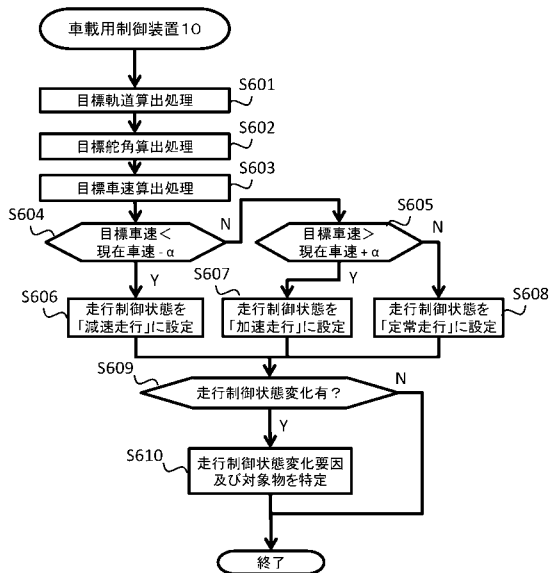 車載用制御装置10
S601
目標軌道算出処理
S602
目標舵角算出処理
S603
目標車速算出処理
S604
目標車速<
現在車速-α
N
Y
S605
目標車速>
現在車速+α
N
Y
S606
走行制御状態を
「減速走行」に設定
S607
走行制御状態を
「加速走行」に設定
S608
走行制御状態を
「定常走行」に設定
S609
走行制御状態変化有?
N
Y
S610
走行制御状態変化要因
及び対象物を特定
終了